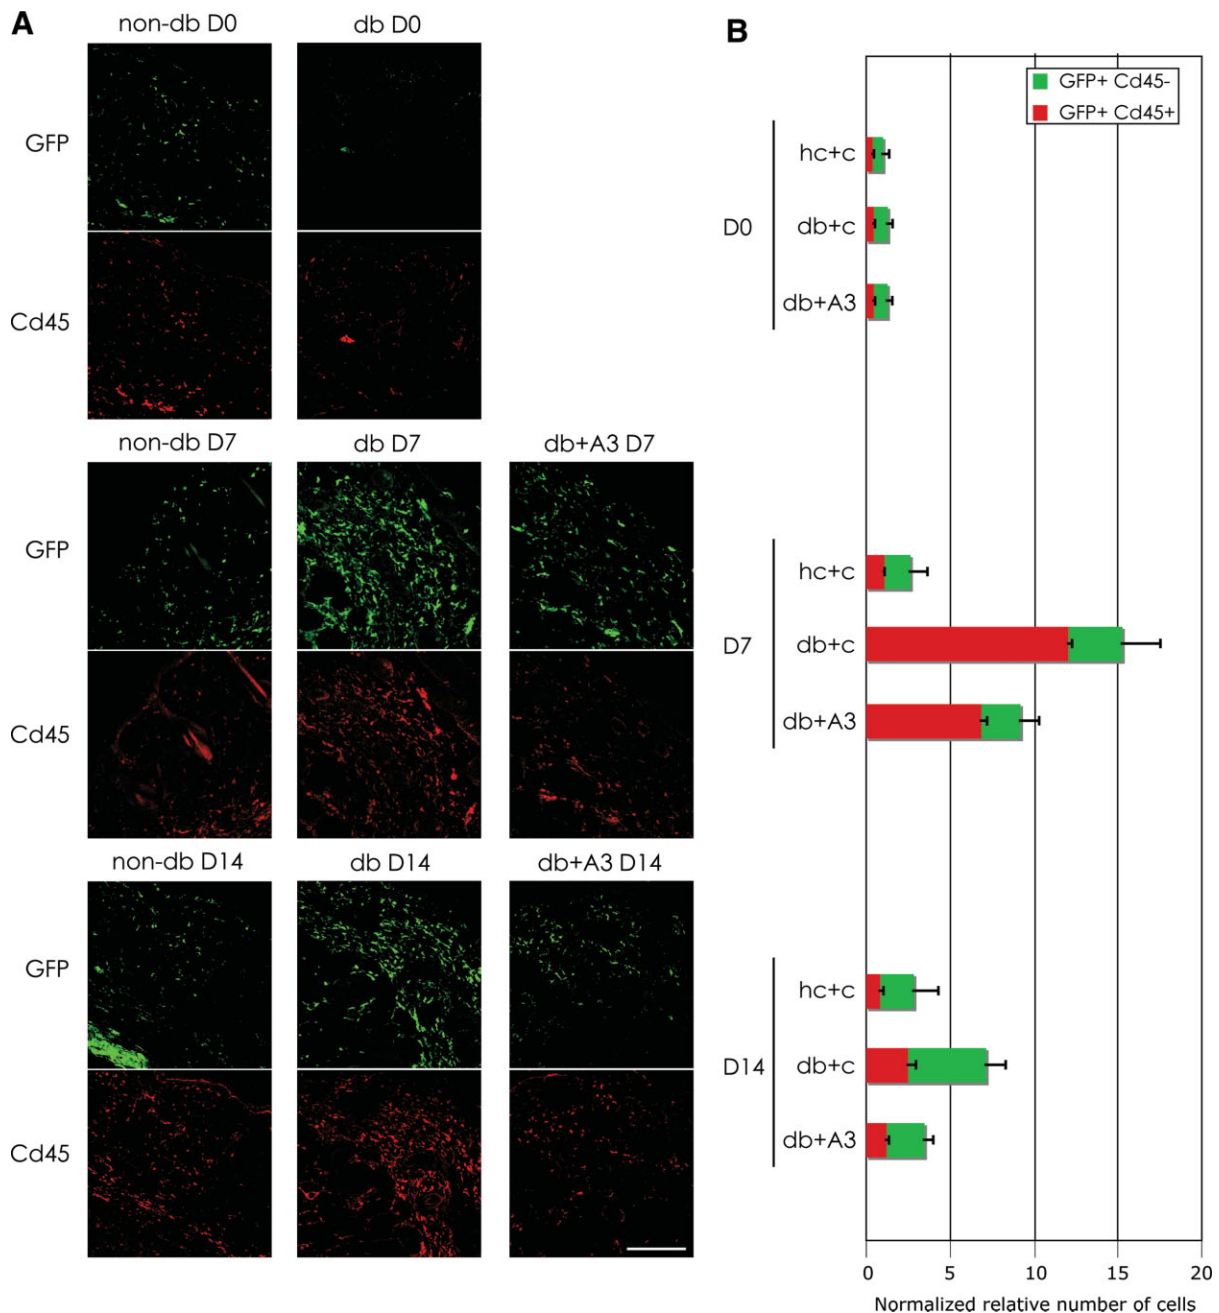 A
non-db D0
db D0
GFP
Cd45
non-db D7
db D7
db+A3 D7
GFP
Cd45
non-db D14
db D14
db+A3 D14
GFP
Cd45
B
GFP+ Cd45-
GFP+ Cd45+
D0
hc+c
db+c
db+A3
D7
hc+c
db+c
db+A3
D14
hc+c
db+c
db+A3
0 5 10 15 20
Normalized relative number of cells